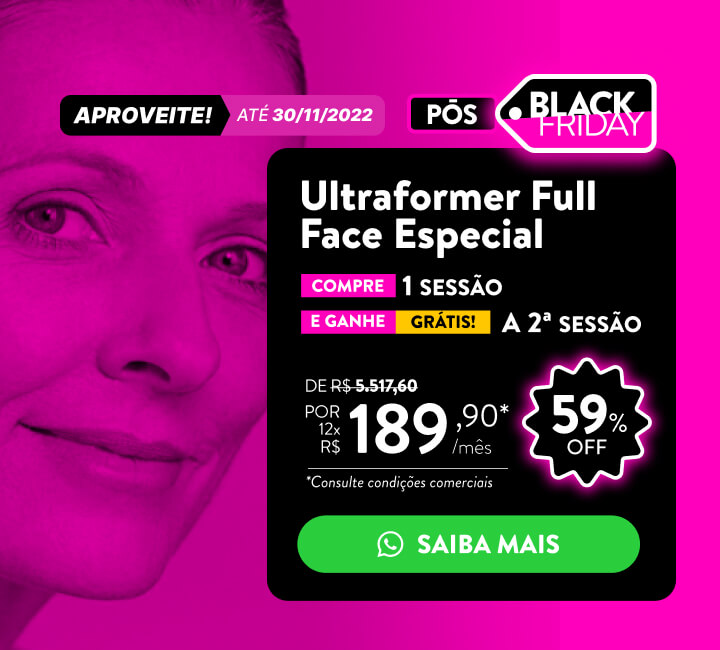 APROVEITE! ATÉ 30/11/2022
PÓS BLACK
FRIDAY
Ultraformer Full
Face Especial
COMPRE 1 SESSÃO
E GANHE GRÁTIS! A 2ª SESSÃO
DE R$ 5.517,60
POR 12x R$ 189,90* /mês
59% OFF
*Consulte condições comerciais
SAIBA MAIS